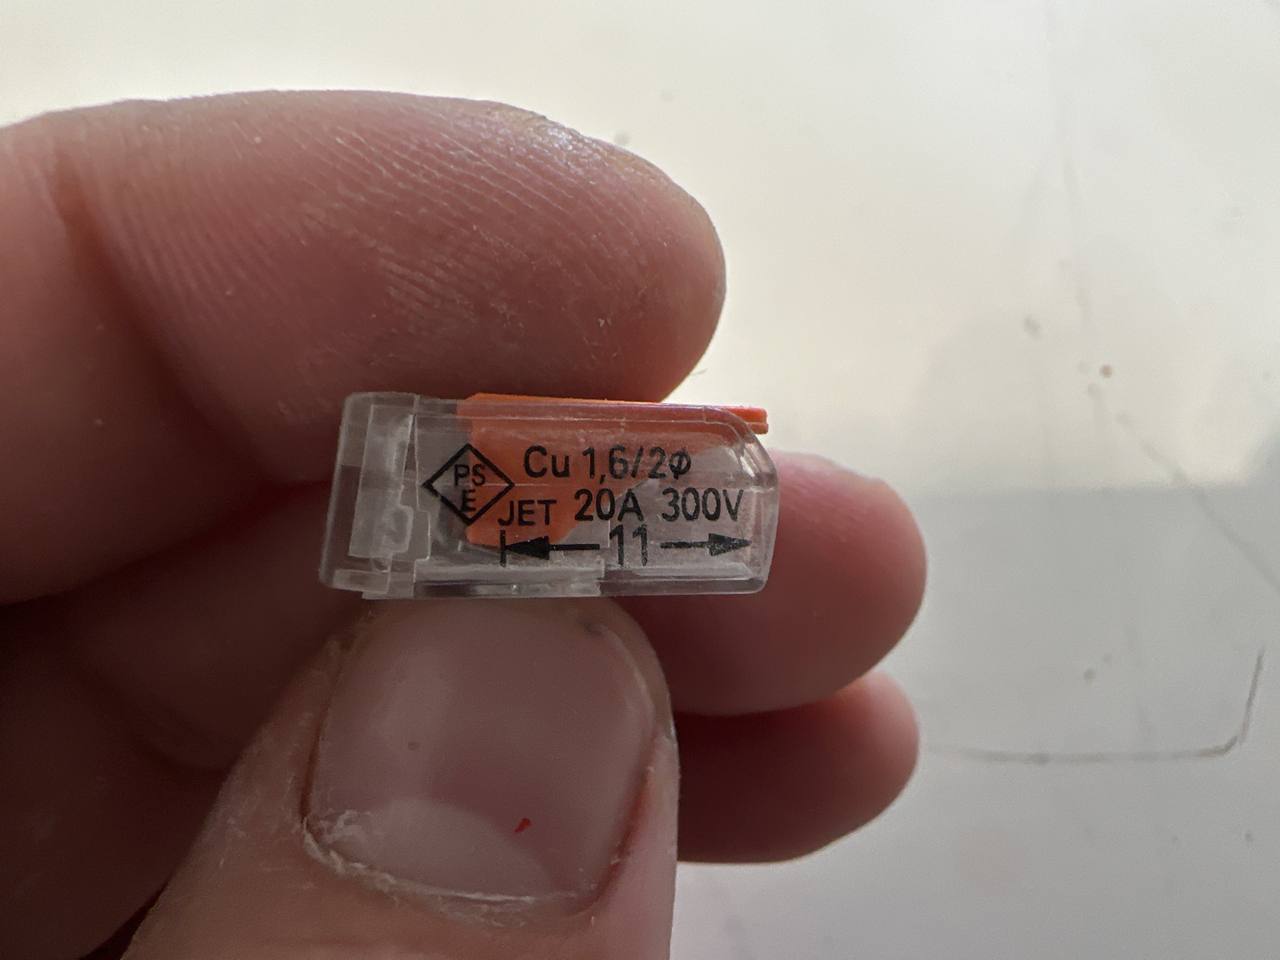 PS
E
Cu 1,6/2φ
JET 20A 300V
11